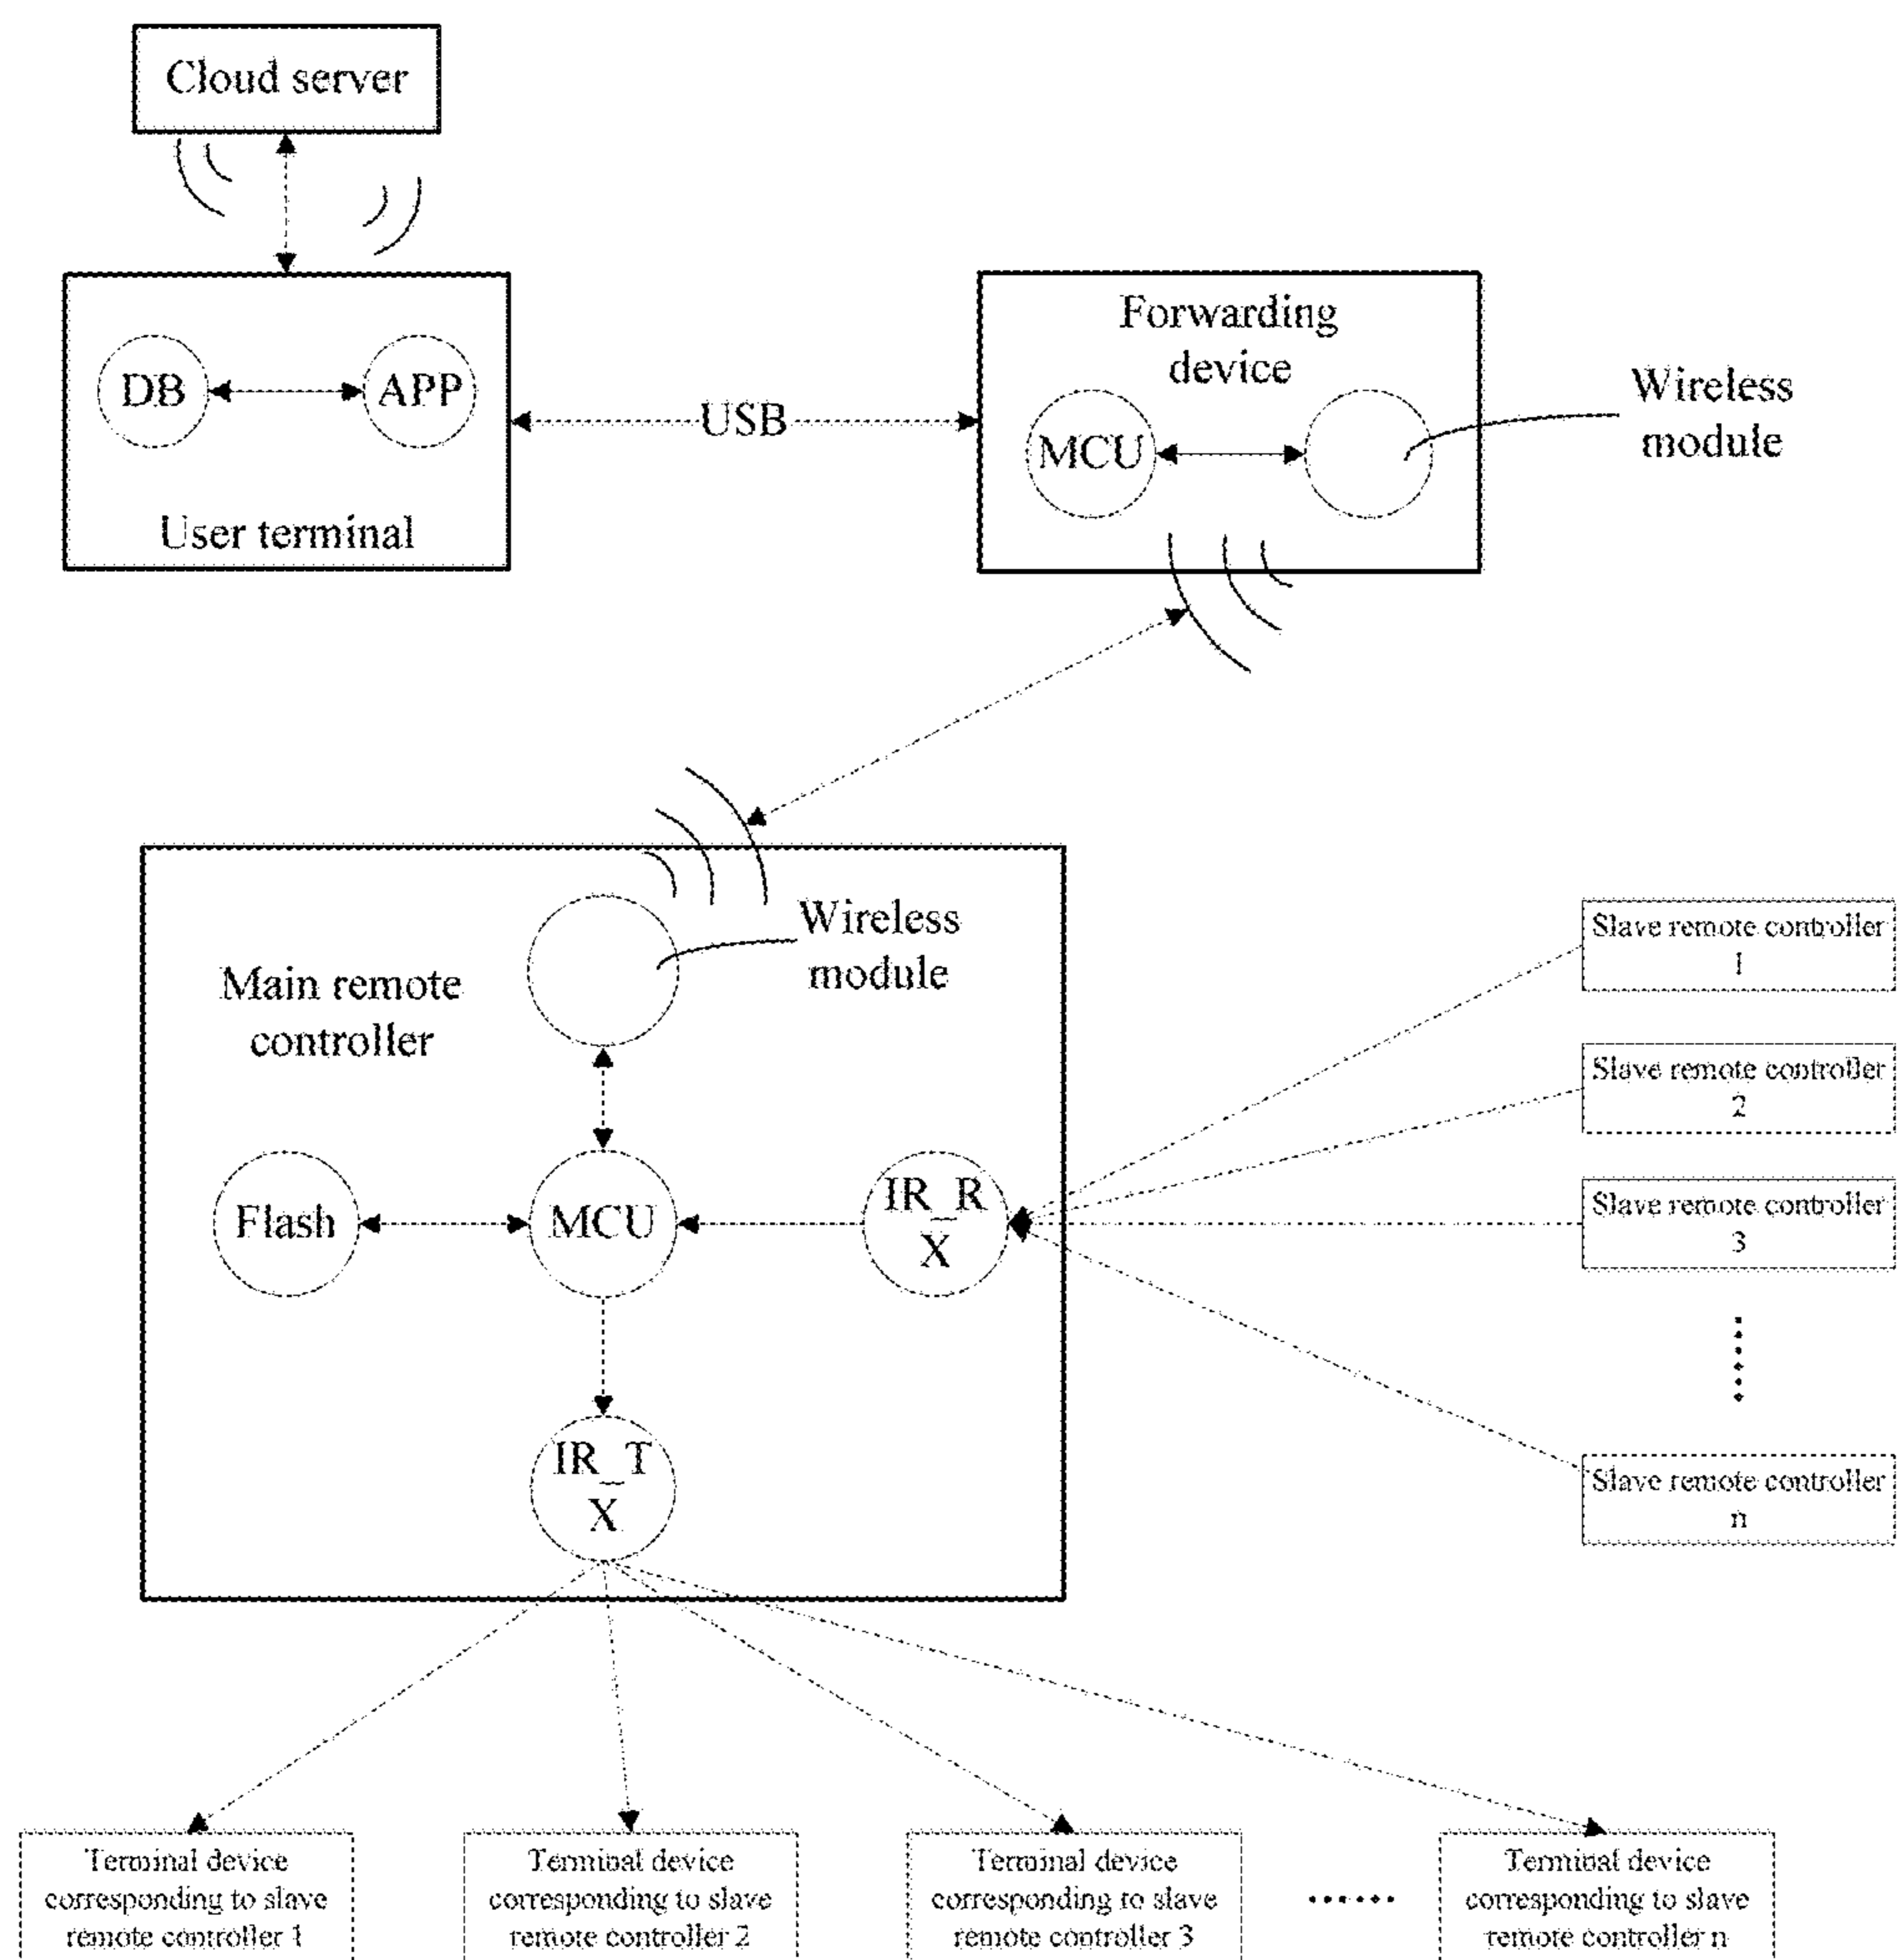 Cloud server
DB
APP
User terminal
USB
Forwarding
device
MCU
Wireless
module
Main remote
controller
Wireless
module
Flash
MCU
IR_R
X
IR_T
X
Slave remote controller
1
Slave remote controller
2
Slave remote controller
3
Slave remote controller
n
Terminal device
corresponding to slave
remote controller 1
Terminal device
corresponding to slave
remote controller 2
Terminal device
corresponding to slave
remote controller 3
Terminal device
corresponding to slave
remote controller n